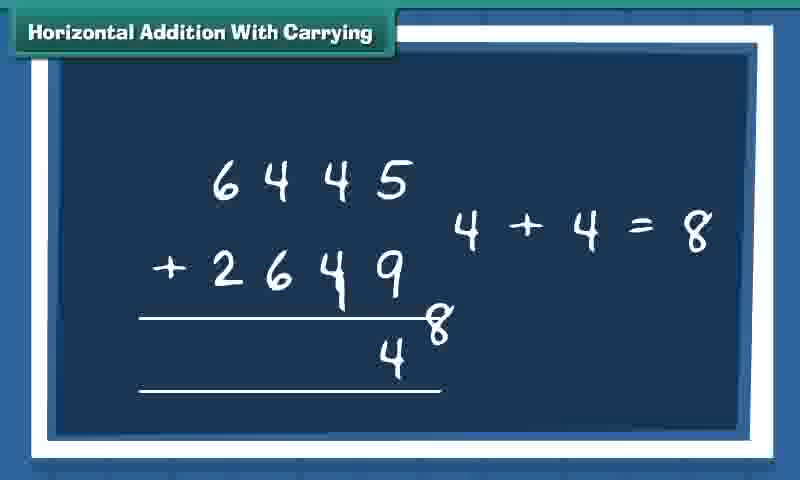 Horizontal Addition With Carrying
6 4 4 5
4 + 4 = 8
+ 2 6 4 9
8
4